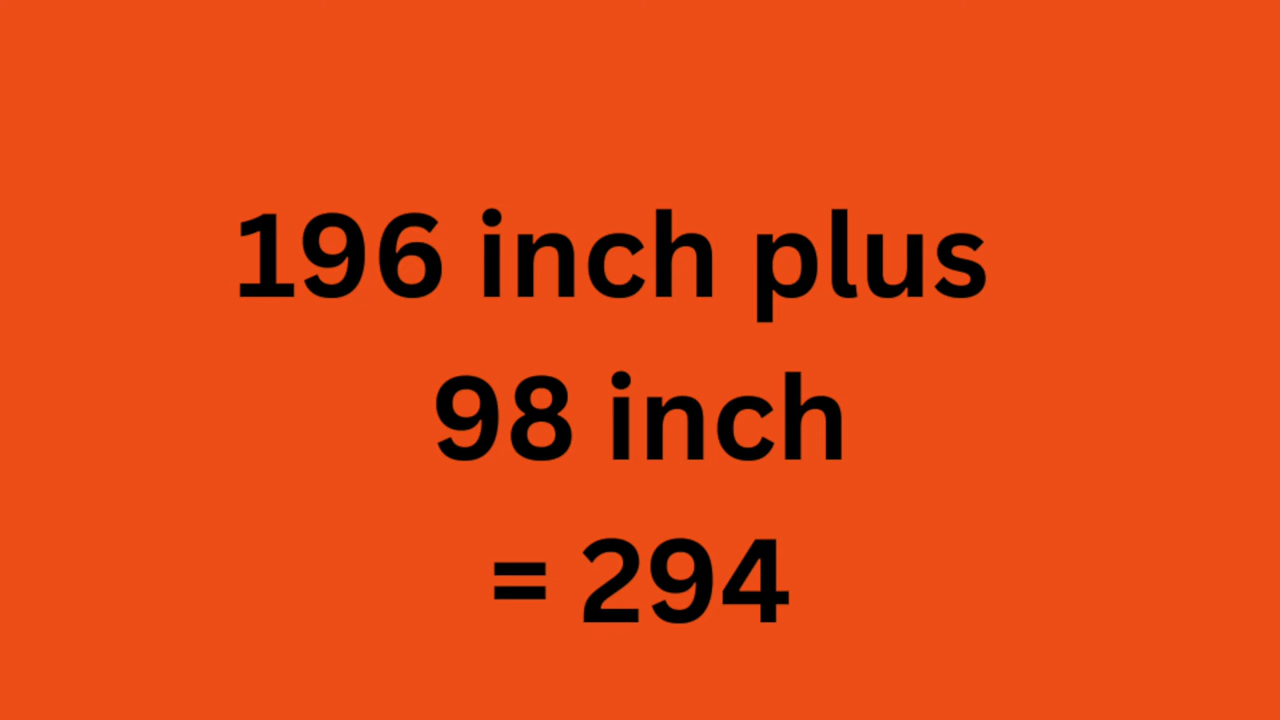 196 inch plus
98 inch
= 294